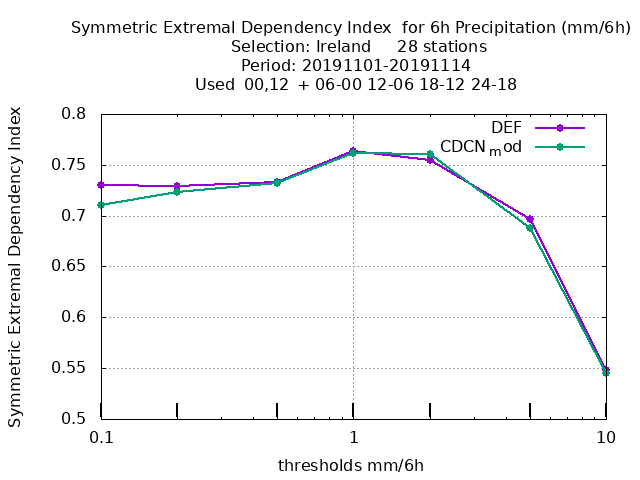 Symmetric Extremal Dependency Index for 6h Precipitation (mm/6h)
Selection: Ireland 28 stations
Period: 20191101-20191114
Used 00,12 + 06-00 12-06 18-12 24-18
Symmetric Extremal Dependency Index
0.8
0.75
0.7
0.65
0.6
0.55
0.5
DEF
CDCNmod
0.1 1 10
thresholds mm/6h